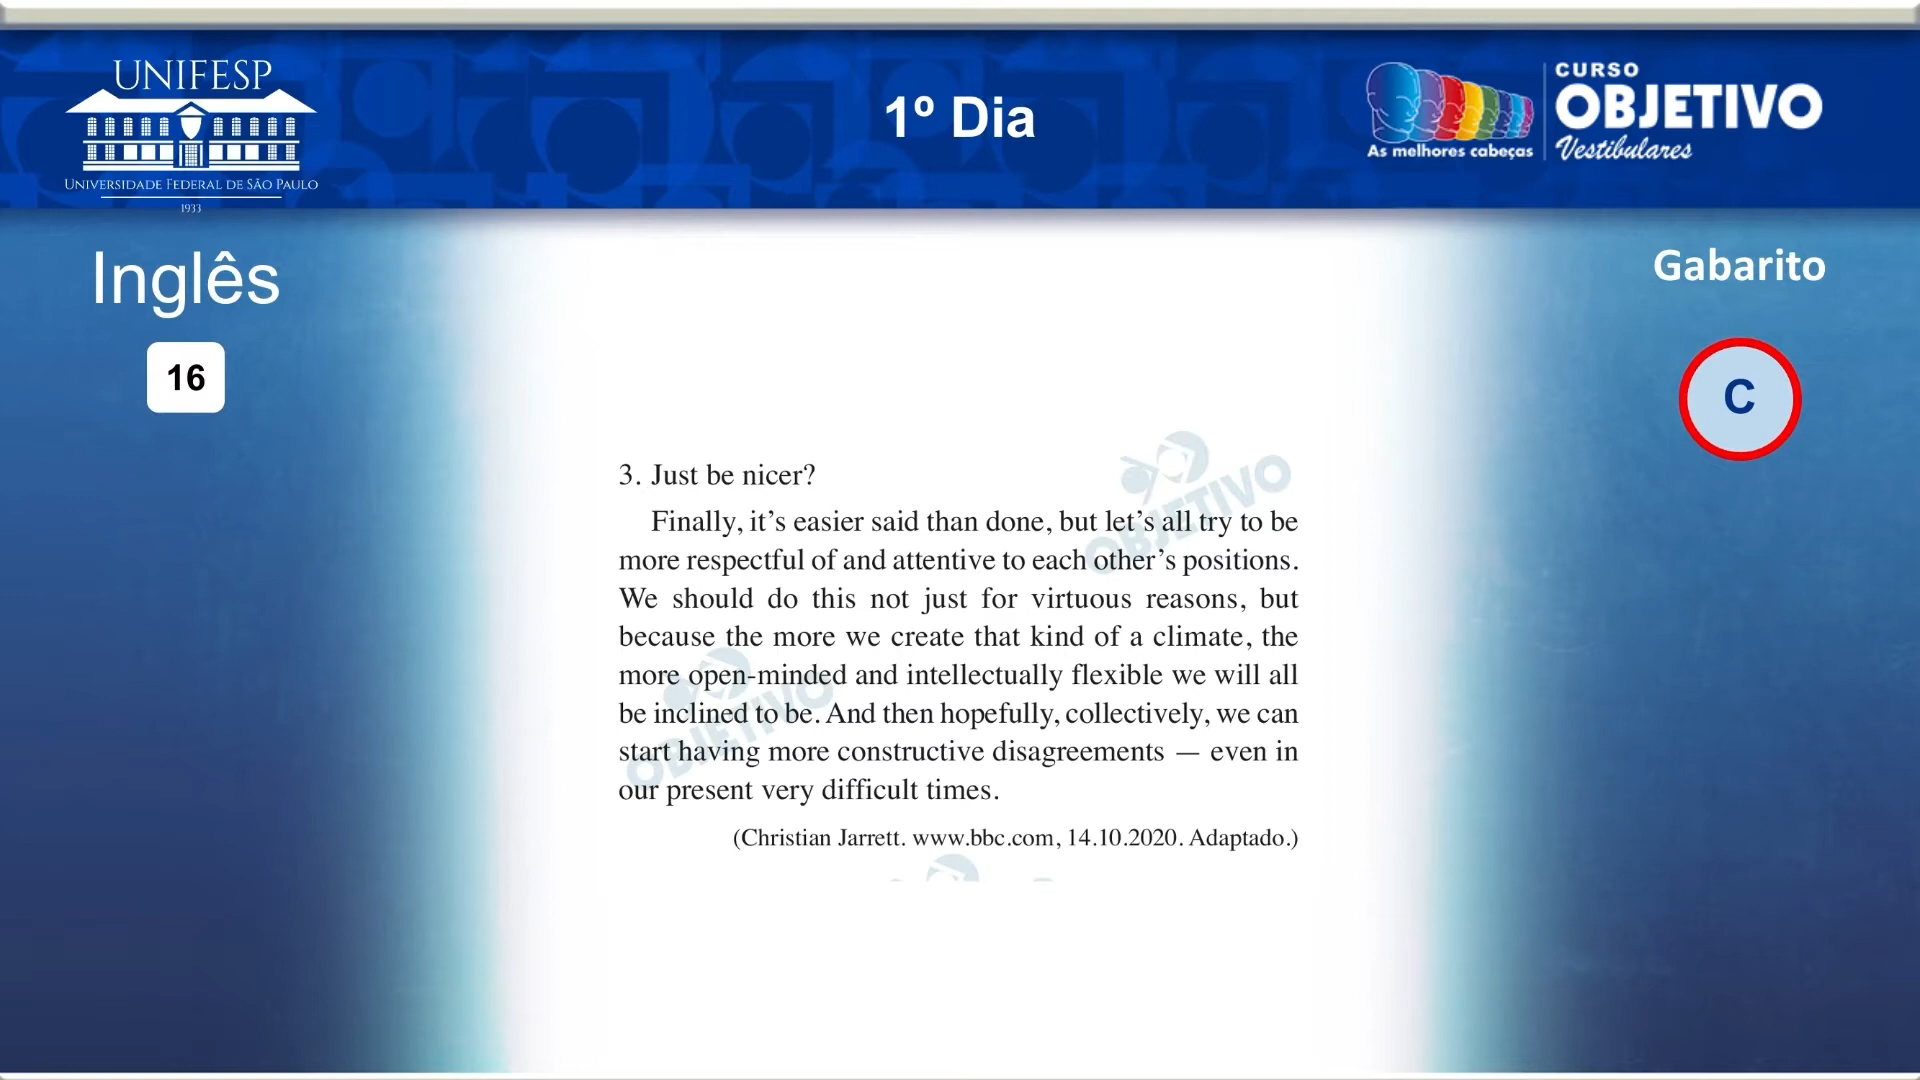 UNIFESP
UNIVERSIDADE FEDERAL DE SÃO PAULO
1933
1º Dia
As melhores cabeças
CURSO
OBJETIVO
Vestibulares
Inglês
16
Gabarito
C
3. Just be nicer?
Finally, it’s easier said than done, but let’s all try to be
more respectful of and attentive to each other’s positions.
We should do this not just for virtuous reasons, but
because the more we create that kind of a climate, the
more open-minded and intellectually flexible we will all
be inclined to be. And then hopefully, collectively, we can
start having more constructive disagreements — even in
our present very difficult times.
(Christian Jarrett. www.bbc.com, 14.10.2020. Adaptado.)
OBJETIVO
OBJETIVO